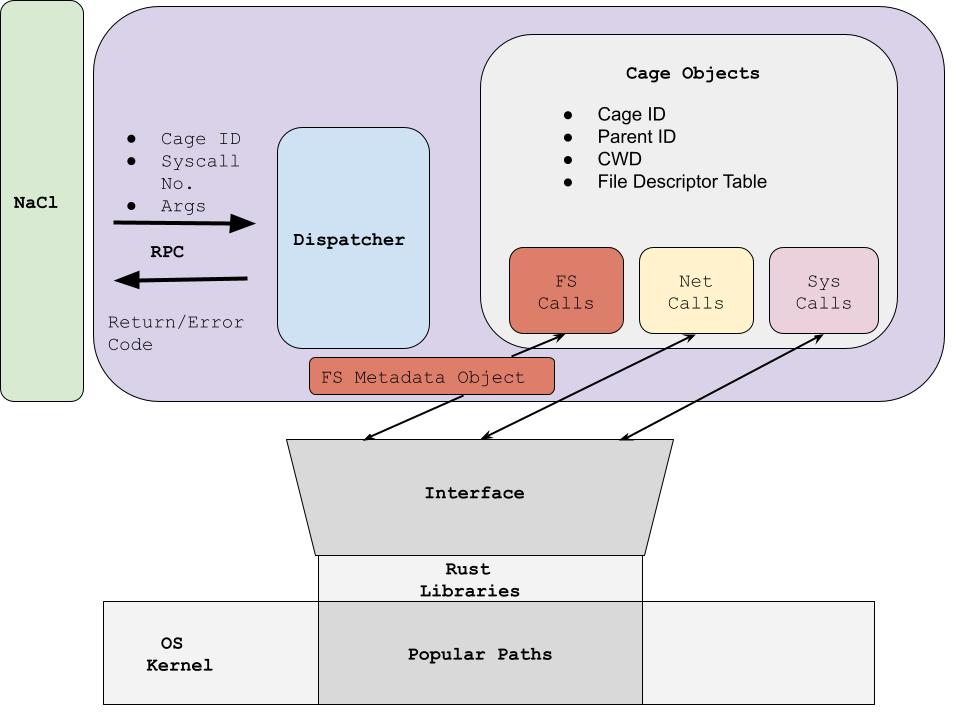 NaCl
● Cage ID
● Syscall
No.
● Args
RPC
Return/Error
Code
Dispatcher
Cage Objects
● Cage ID
● Parent ID
● CWD
● File Descriptor Table
FS
Calls
Net
Calls
Sys
Calls
FS Metadata Object
Interface
Rust
Libraries
OS
Kernel
Popular Paths